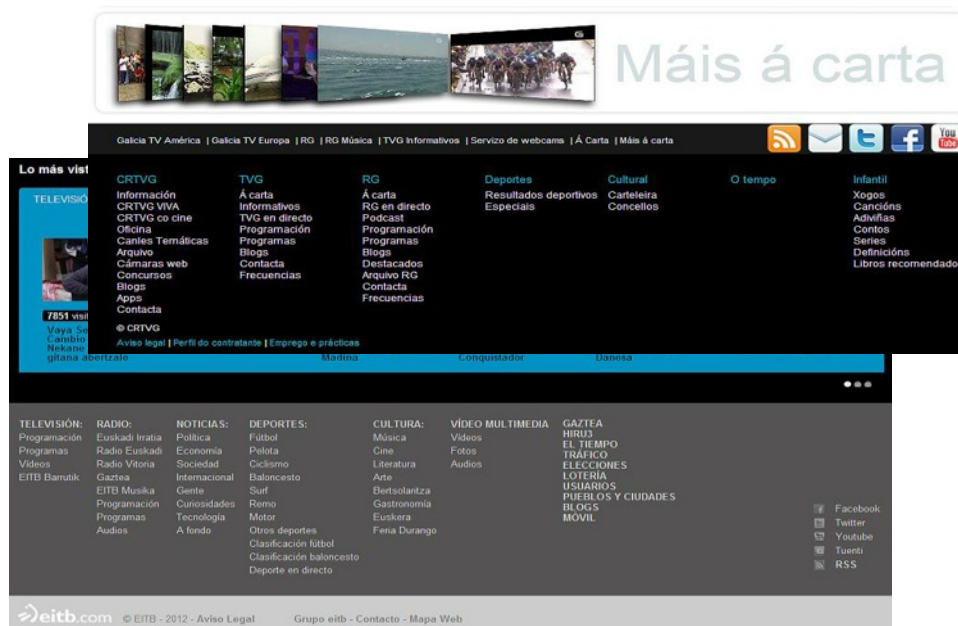 Máis á carta
Galicia TV América | Galicia TV Europa | RG | RG Música | TVG Informativos | Servizo de webcams | Á Carta | Máis á carta
You
Tube
Lo más vist
TELEVISIÓ
7851 visit
Vaya Se
Cambio
Nekane
gitana abertzale
Madina
Conquistador
Danesa
CRTVG
Información
CRTVG VIVA
CRTVG co cine
Oficina
Canles Temáticas
Arquivo
Cámaras web
Concursos
Blogs
Apps
Contacta
TVG
Á carta
Informativos
TVG en directo
Programación
Programas
Blogs
Contacta
Frecuencias
RG
Á carta
RG en directo
Podcast
Programación
Programas
Blogs
Destacados
Arquivo RG
Contacta
Frecuencias
Deportes
Resultados deportivos
Especiais
Cultural
Carteleira
Concellos
O tempo
Infantil
Xogos
Cancións
Adiviñas
Contos
Series
Definicións
Libros recomendado
© CRTVG
Aviso legal | Perfil do contratante | Emprego e prácticas
TELEVISIÓN:
Programación
Programas
Vídeos
EITB Barrutik
RADIO:
Euskadi Irratia
Radio Euskadi
Radio Vitoria
Gaztea
EITB Musika
Programación
Programas
Audios
NOTICIAS:
Política
Economía
Sociedad
Internacional
Gente
Curiosidades
Tecnología
A fondo
DEPORTES:
Fútbol
Pelota
Ciclismo
Baloncesto
Surf
Remo
Motor
Otros deportes
Clasificación fútbol
Clasificación baloncesto
Deporte en directo
CULTURA:
Música
Cine
Literatura
Arte
Bertsolaritza
Gastronomía
Euskera
Feria Durango
VÍDEO MULTIMEDIA
Vídeos
Fotos
Audios
GAZTEA
HIRU3
EL TIEMPO
TRÁFICO
ELECCIONES
LOTERÍA
USUARIOS
PUEBLOS Y CIUDADES
BLOGS
MÓVIL
Facebook
Twitter
Youtube
Tuenti
RSS
eitb.com © EITB - 2012 - Aviso Legal Grupo eitb - Contacto - Mapa Web